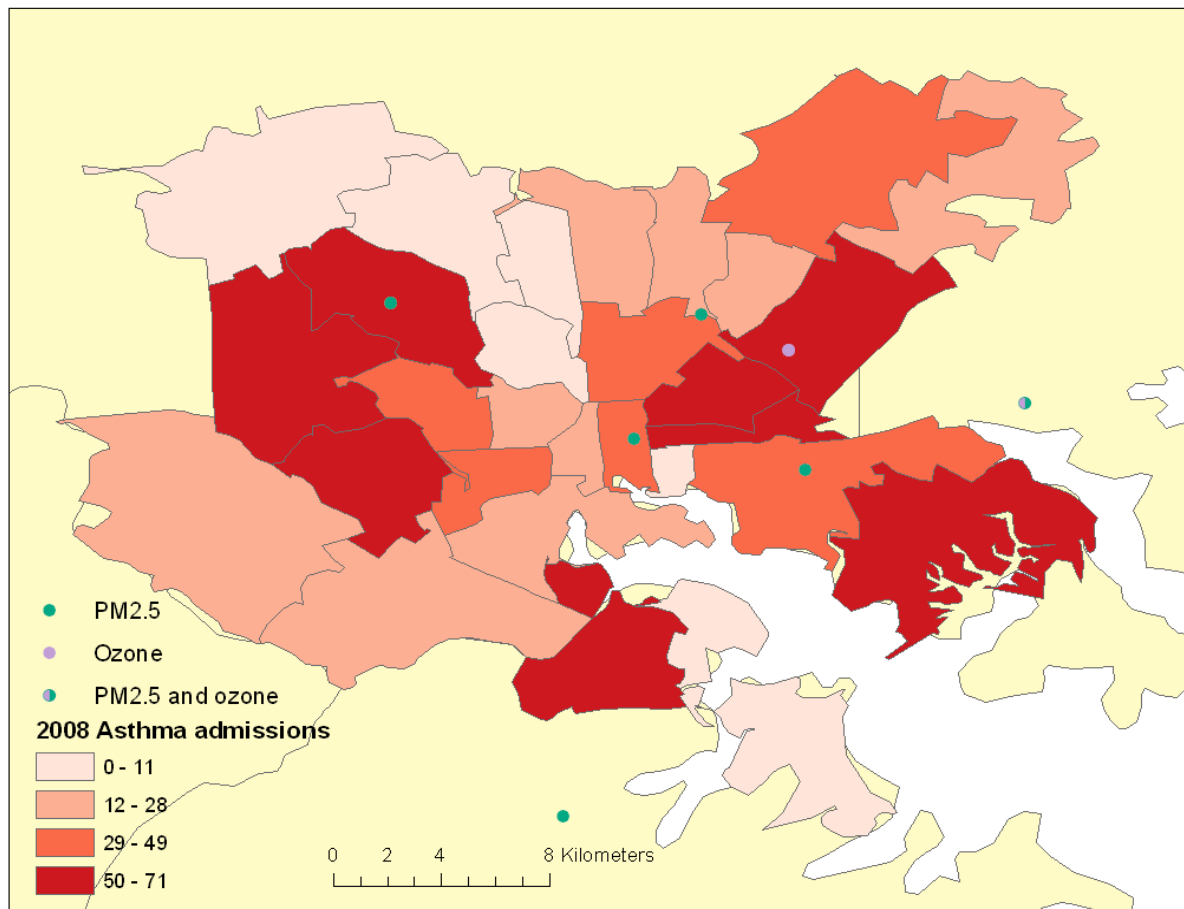 PM2.5
Ozone
PM2.5 and ozone
2008 Asthma admissions
0 - 11
12 - 28
29 - 49
50 - 71
0 2 4 8 Kilometers